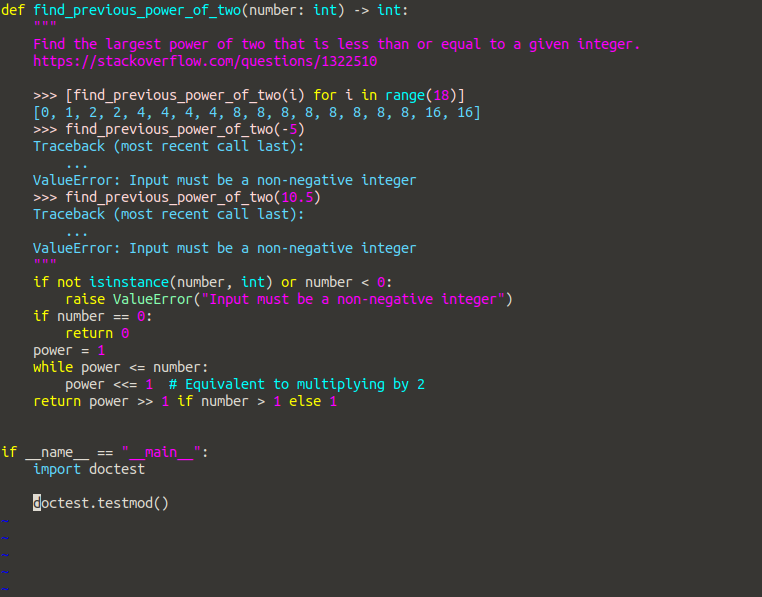 def find_previous_power_of_two(number: int) -> int:
    """
    Find the largest power of two that is less than or equal to a given integer.
    https://stackoverflow.com/questions/1322510

    >>> [find_previous_power_of_two(i) for i in range(18)]
    [0, 1, 2, 2, 4, 4, 4, 4, 8, 8, 8, 8, 8, 8, 8, 8, 16, 16]
    >>> find_previous_power_of_two(-5)
    Traceback (most recent call last):
        ...
    ValueError: Input must be a non-negative integer
    >>> find_previous_power_of_two(10.5)
    Traceback (most recent call last):
        ...
    ValueError: Input must be a non-negative integer
    """
    if not isinstance(number, int) or number < 0:
        raise ValueError("Input must be a non-negative integer")
    if number == 0:
        return 0
    power = 1
    while power <= number:
        power <<= 1  # Equivalent to multiplying by 2
    return power >> 1 if number > 1 else 1


if __name__ == "__main__":
    import doctest

    doctest.testmod()
~
~
~
~
~